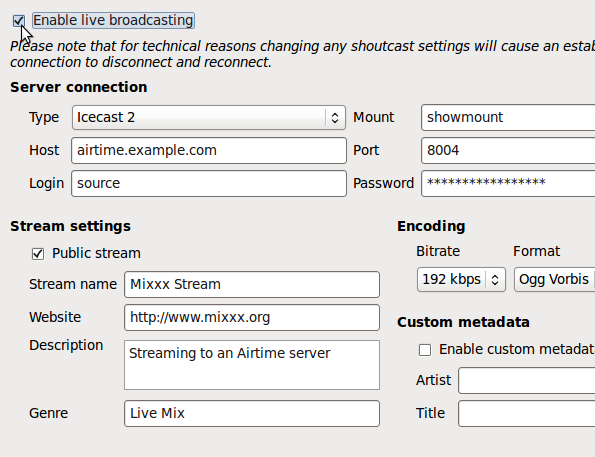 Enable live broadcasting
Please note that for technical reasons changing any shoutcast settings will cause an
connection to disconnect and reconnect.
Server connection
Type Icecast 2 Mount showmount
Host airtime.example.com Port 8004
Login source Password *****************
Stream settings
Public stream
Stream name Mixxx Stream
Website http://www.mixxx.org
Description Streaming to an Airtime server
Genre Live Mix
Encoding
Bitrate Format
192 kbps Ogg Vorbis
Custom metadata
Enable custom
Artist
Title